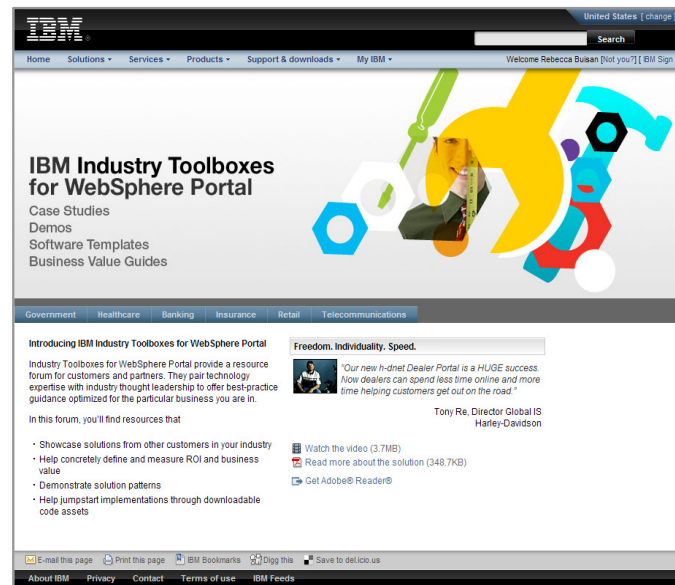 United States [ change ]
IBM®
Search
Home Solutions Services Products Support & downloads My IBM Welcome Rebecca Buisan [Not you?] [ IBM Sign
IBM Industry Toolboxes
for WebSphere Portal
Case Studies
Demos
Software Templates
Business Value Guides
Government Healthcare Banking Insurance Retail Telecommunications
Introducing IBM Industry Toolboxes for WebSphere Portal
Industry Toolboxes for WebSphere Portal provide a resource
forum for customers and partners. They pair technology
expertise with industry thought leadership to offer best-practice
guidance optimized for the particular business you are in.
In this forum, you'll find resources that
· Showcase solutions from other customers in your industry
· Help concretely define and measure ROI and business
value
· Demonstrate solution patterns
· Help jumpstart implementations through downloadable
code assets
Freedom. Individuality. Speed.
"Our new h-dnet Dealer Portal is a HUGE success.
Now dealers can spend less time online and more
time helping customers get out on the road."
Tony Re, Director Global IS
Harley-Davidson
Watch the video (3.7MB)
Read more about the solution (348.7KB)
Get Adobe® Reader®
E-mail this page Print this page IBM Bookmarks Digg this Save to del.icio.us
About IBM Privacy Contact Terms of use IBM Feeds